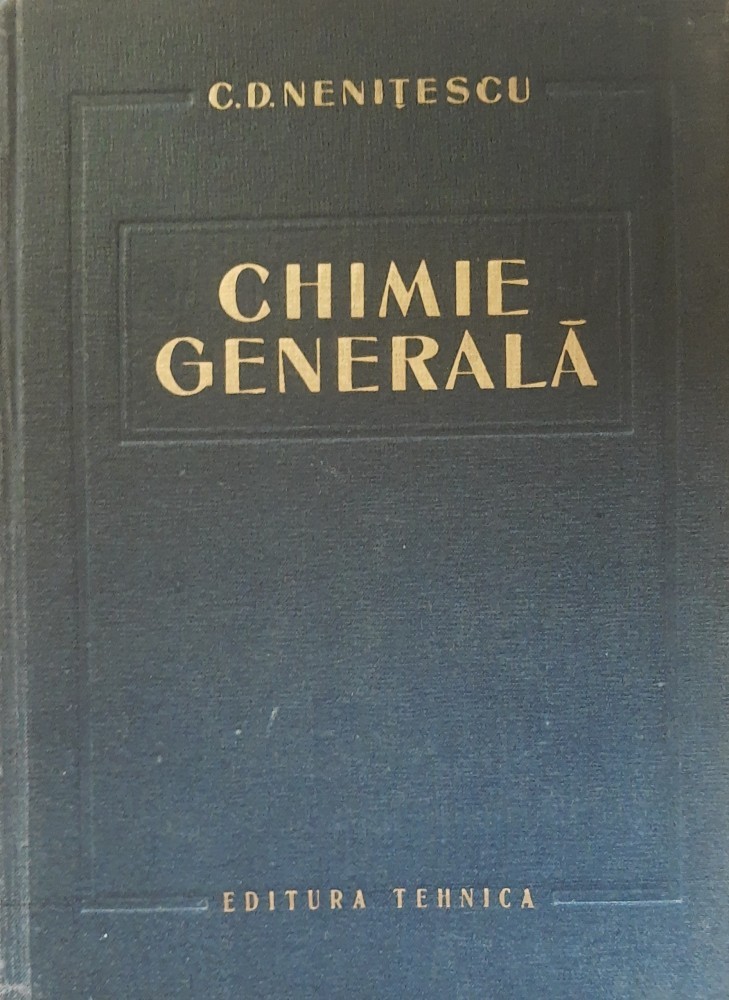 C.D. NENIȚESCU
CHIMIE
GENERALĂ
EDITURA TEHNICA